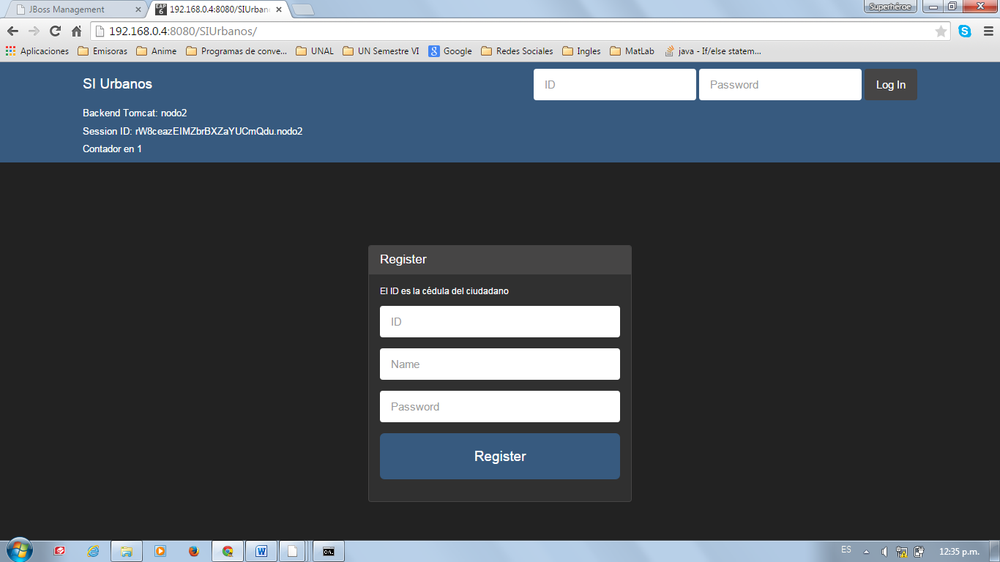 JBoss Management
EAP 6
192.168.0.4:8080/SIUrban
Superhéroe
192.168.0.4:8080/SIUrbanos/
Aplicaciones
Emisoras
Anime
Programas de conve...
UNAL
UN Semestre VI
Google
Redes Sociales
Ingles
MatLab
java - If/else statem...
SI Urbanos
ID
Password
Log In
Backend Tomcat: nodo2
Session ID: rW8ceazEIMZbrBXZaYUCmQdu.nodo2
Contador en 1
Register
El ID es la cédula del ciudadano
ID
Name
Password
Register
ES
12:35 p.m.